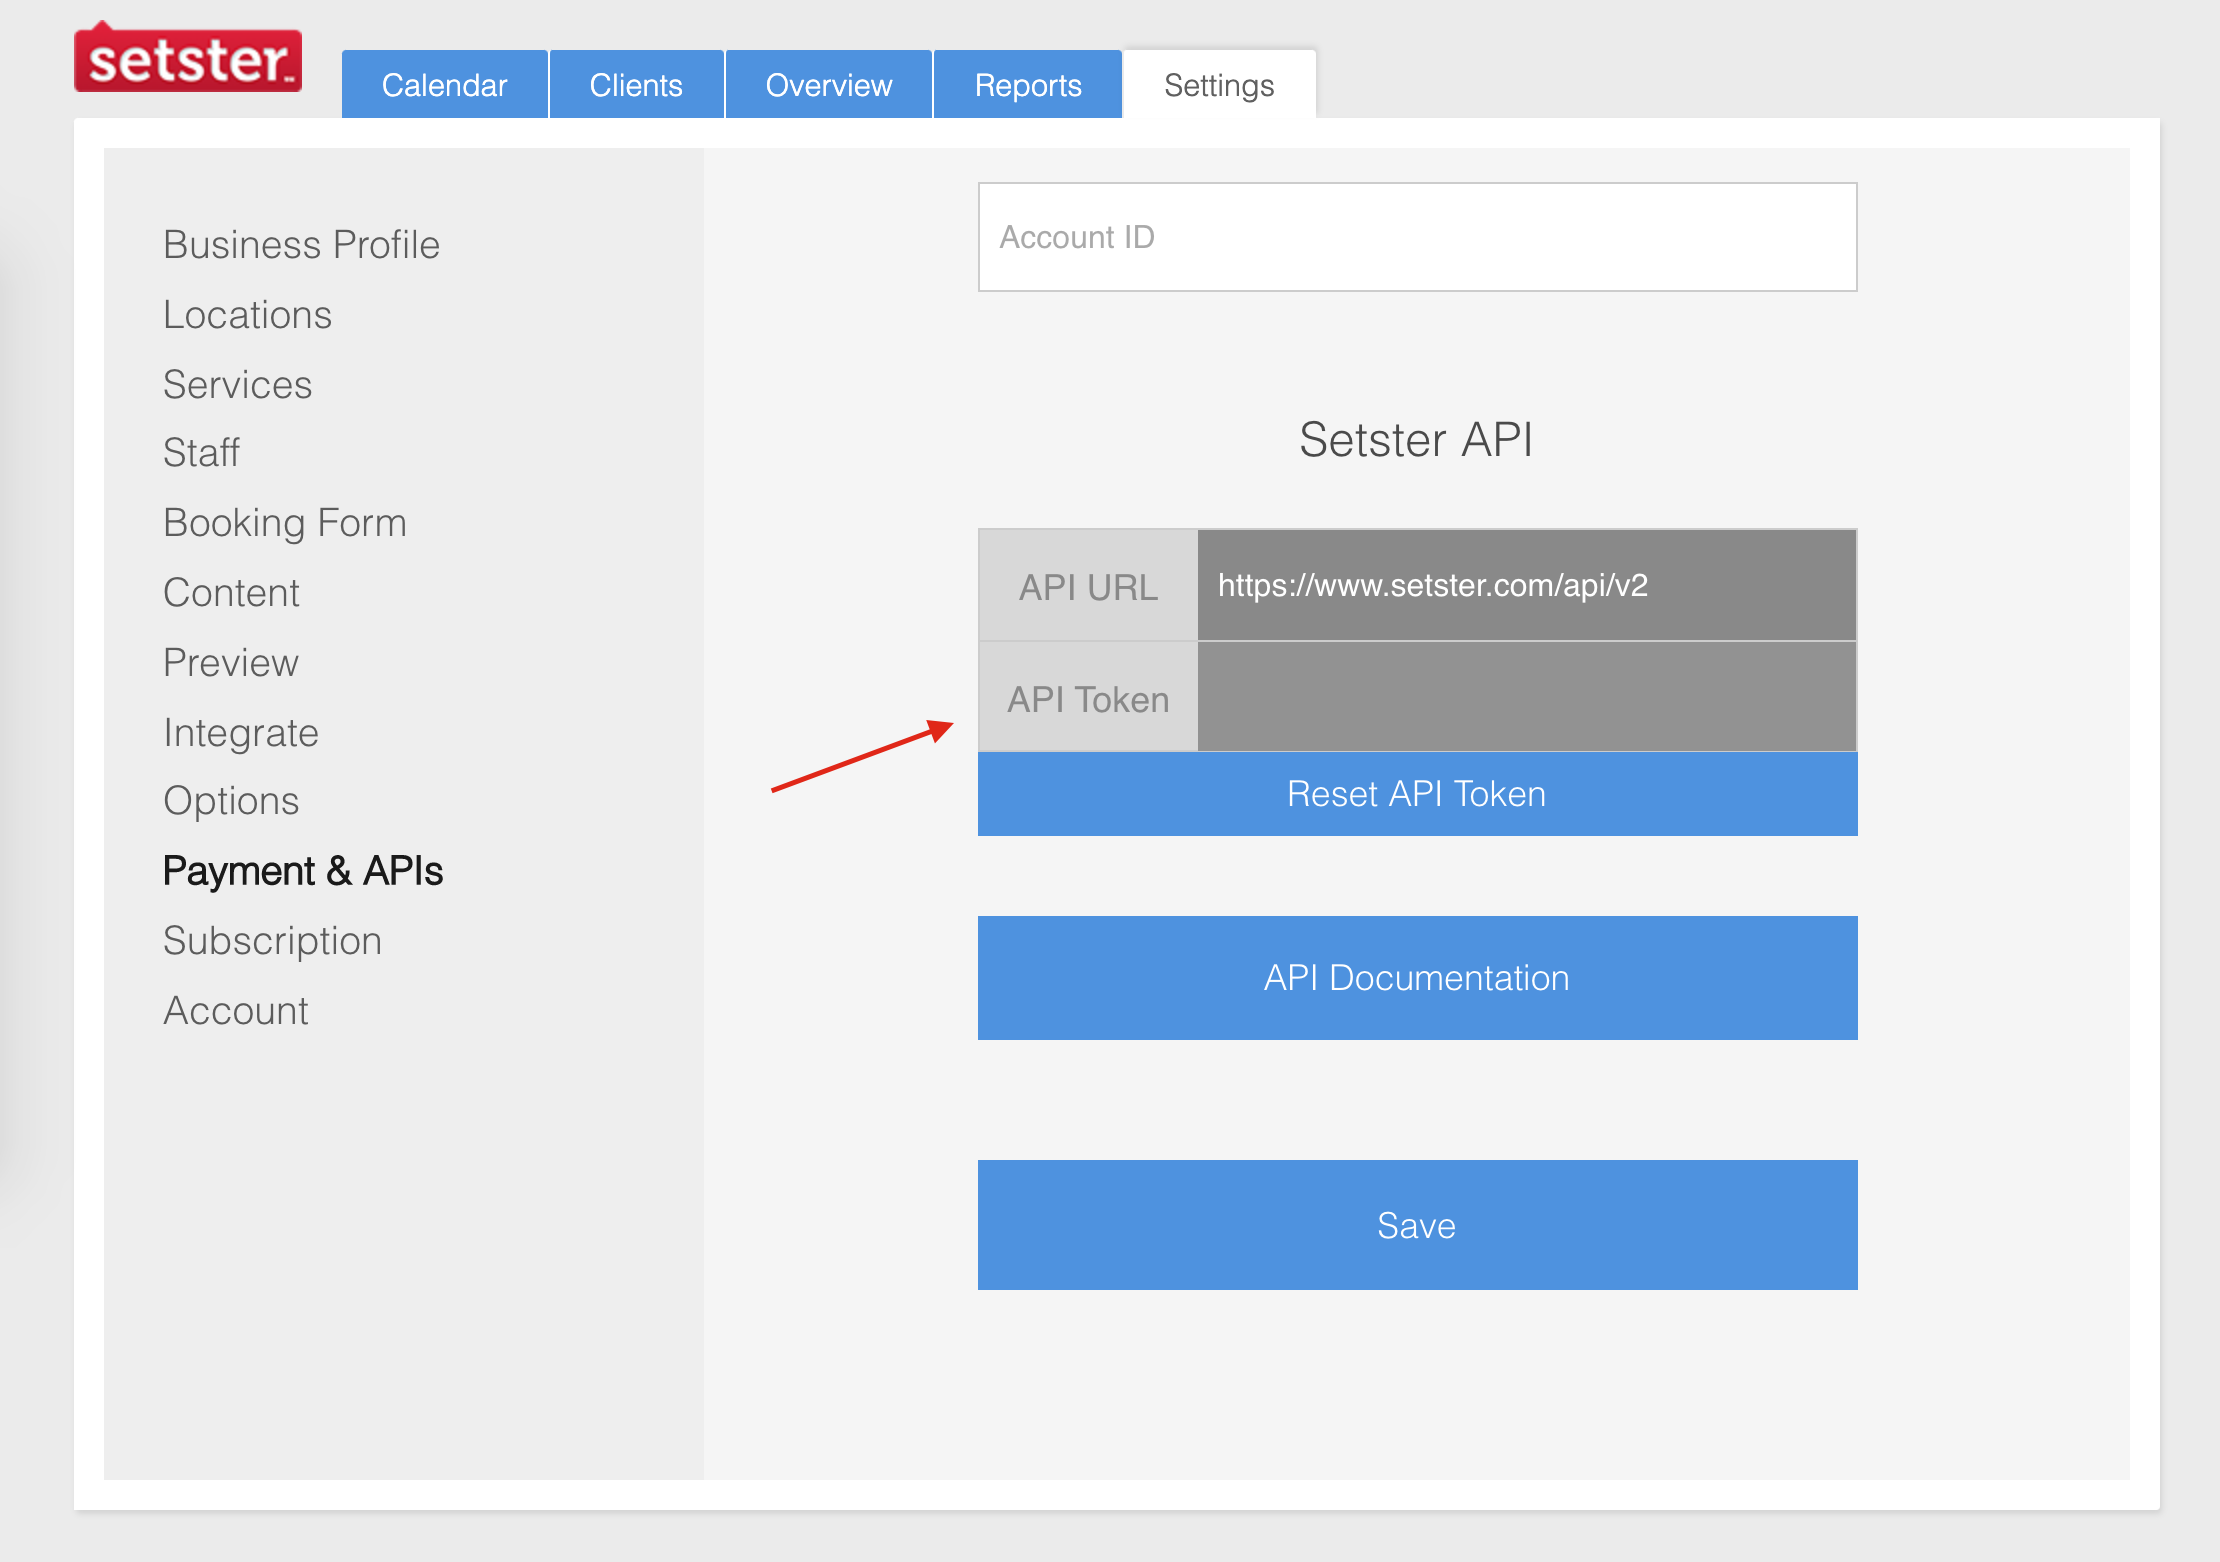 setster
Calendar
Clients
Overview
Reports
Settings
Business Profile
Locations
Services
Staff
Booking Form
Content
Preview
Integrate
Options
Payment & APIs
Subscription
Account
Account ID
Setster API
API URL
https://www.setster.com/api/v2
API Token
Reset API Token
API Documentation
Save